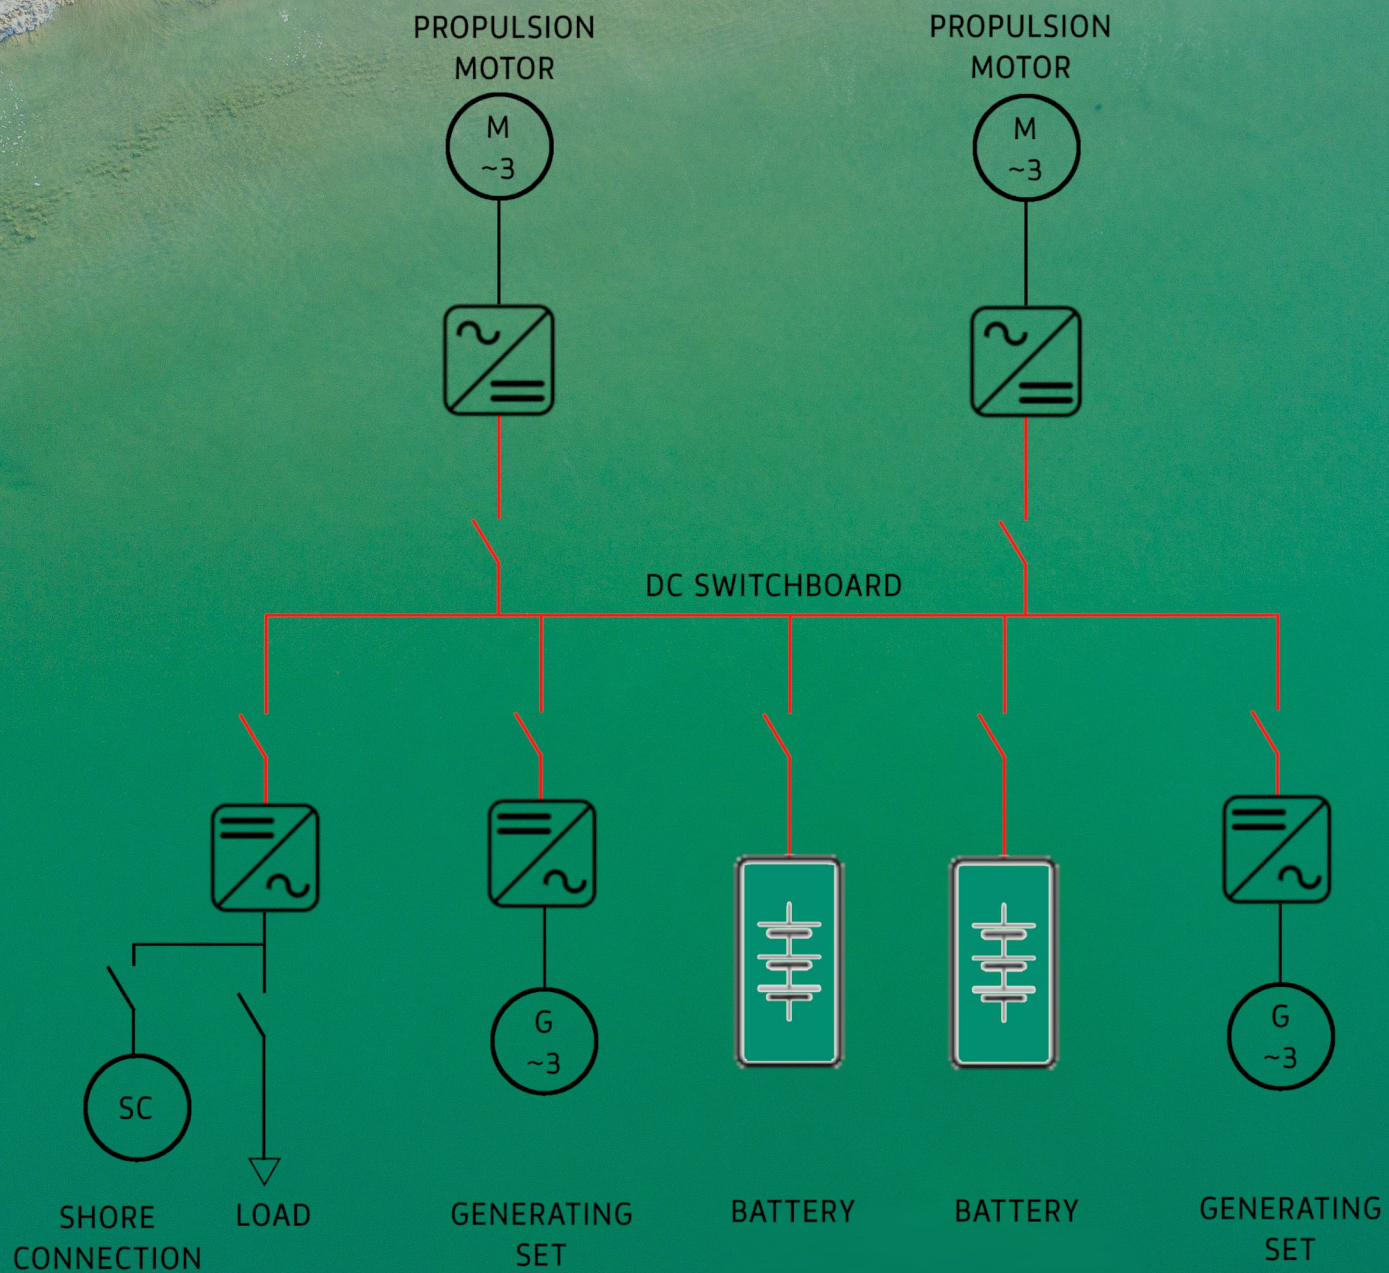 PROPULSION
MOTOR
M
~3
PROPULSION
MOTOR
M
~3
DC SWITCHBOARD
G
~3
G
~3
SC
SHORE
CONNECTION
LOAD
GENERATING
SET
BATTERY
BATTERY
GENERATING
SET